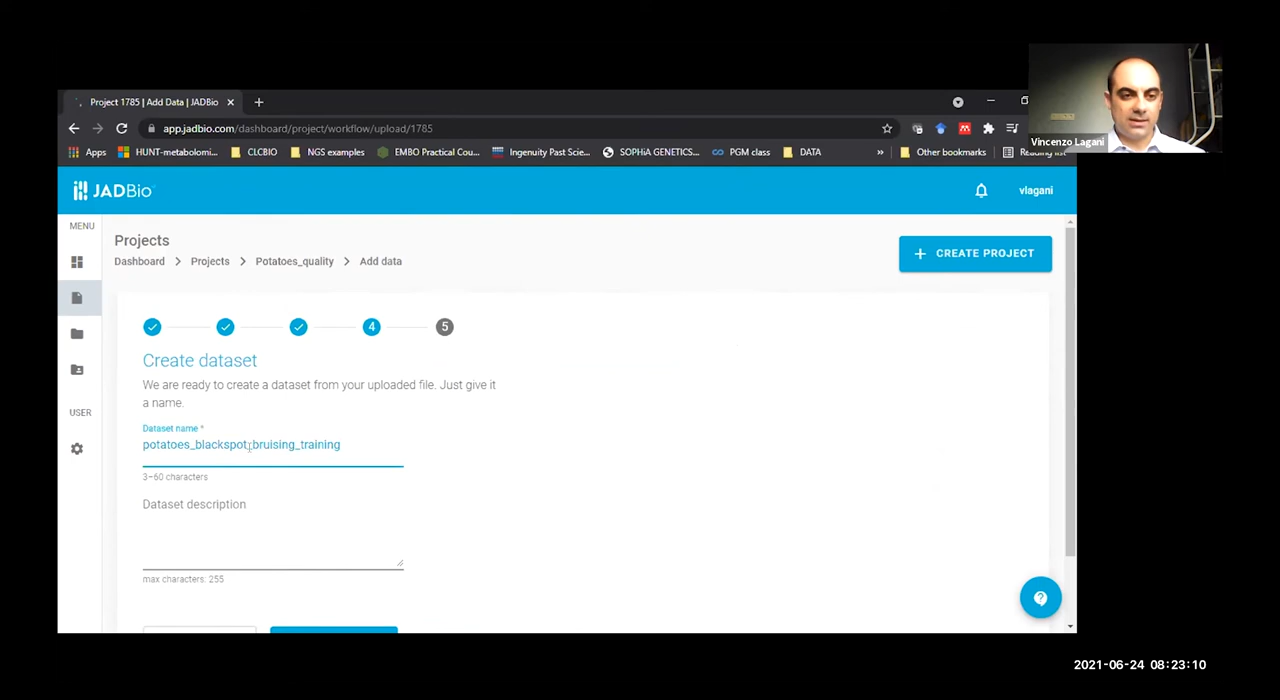 Project 1785 | Add Data | JADBio
app.jadbio.com/dashboard/project/workflow/upload/1785
Apps HUNT-metabolomi... CLCBIO NGS examples EMBO Practical Cou... Ingenuity Past Scie... SOPHiA GENETICS... PGM class DATA » Other bookmarks Reading list
Vincenzo Lagani
JADBio
vlagani
MENU
Projects
Dashboard > Projects > Potatoes_quality > Add data
+ CREATE PROJECT
4 5
Create dataset
We are ready to create a dataset from your uploaded file. Just give it
a name.
USER
Dataset name *
potatoes_blackspot_bruising_training
3–60 characters
Dataset description
max characters: 255
2021-06-24 08:23:10